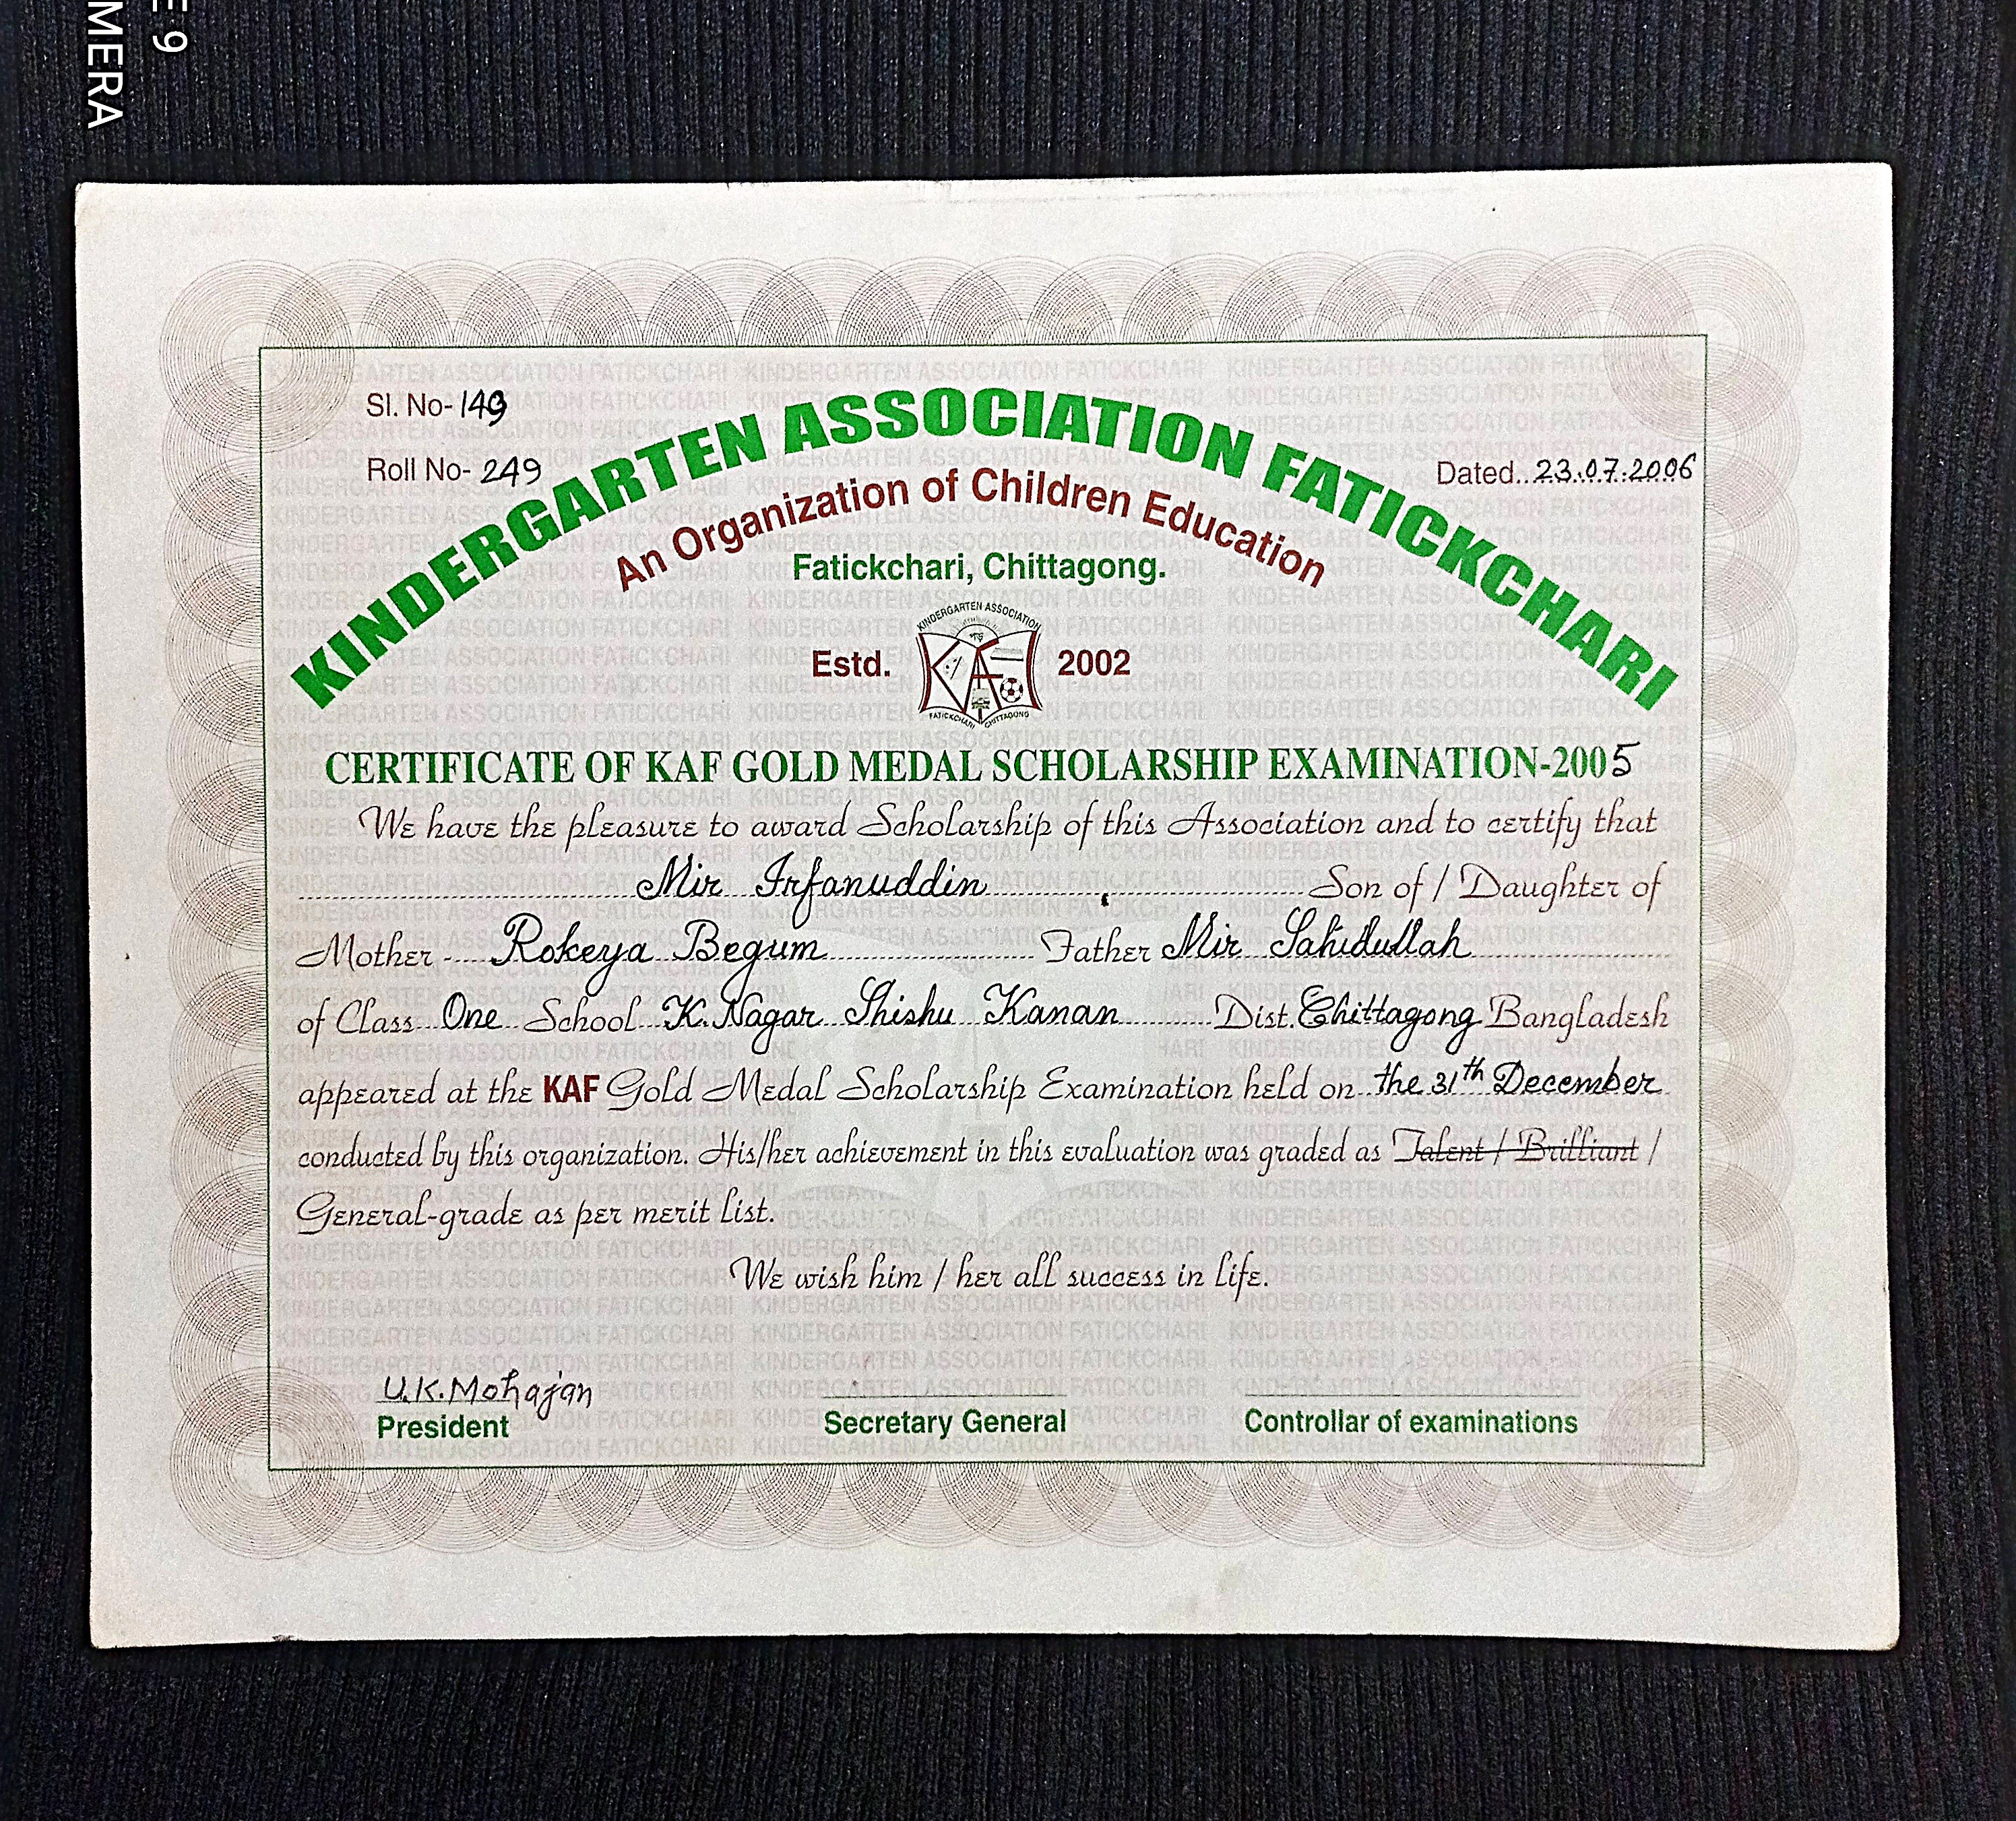 E 9
MERA
Sl. No- 149
Roll No- 249
Dated..23.07.2006
KINDERGARTEN ASSOCIATION FATICKCHARI
An Organization of Children Education
Fatickchari, Chittagong.
KINDERGARTEN ASSOCIATION
Estd. 2002
FATICKCHARI CHITTAGONG
CERTIFICATE OF KAF GOLD MEDAL SCHOLARSHIP EXAMINATION-2005
We have the pleasure to award Scholarship of this Association and to certify that
Mir Irfanuddin Son of / Daughter of
Mother Rokeya Begum Father Mir Sahidullah
of Class One School K. Nagar Shishu Kanan Dist. Chittagong Bangladesh
appeared at the KAF Gold Medal Scholarship Examination held on the 31th December
conducted by this organization. His/her achievement in this evaluation was graded as Talent / Brilliant /
General-grade as per merit list.
We wish him / her all success in life.
U.K. Mohajan
President Secretary General Controllar of examinations